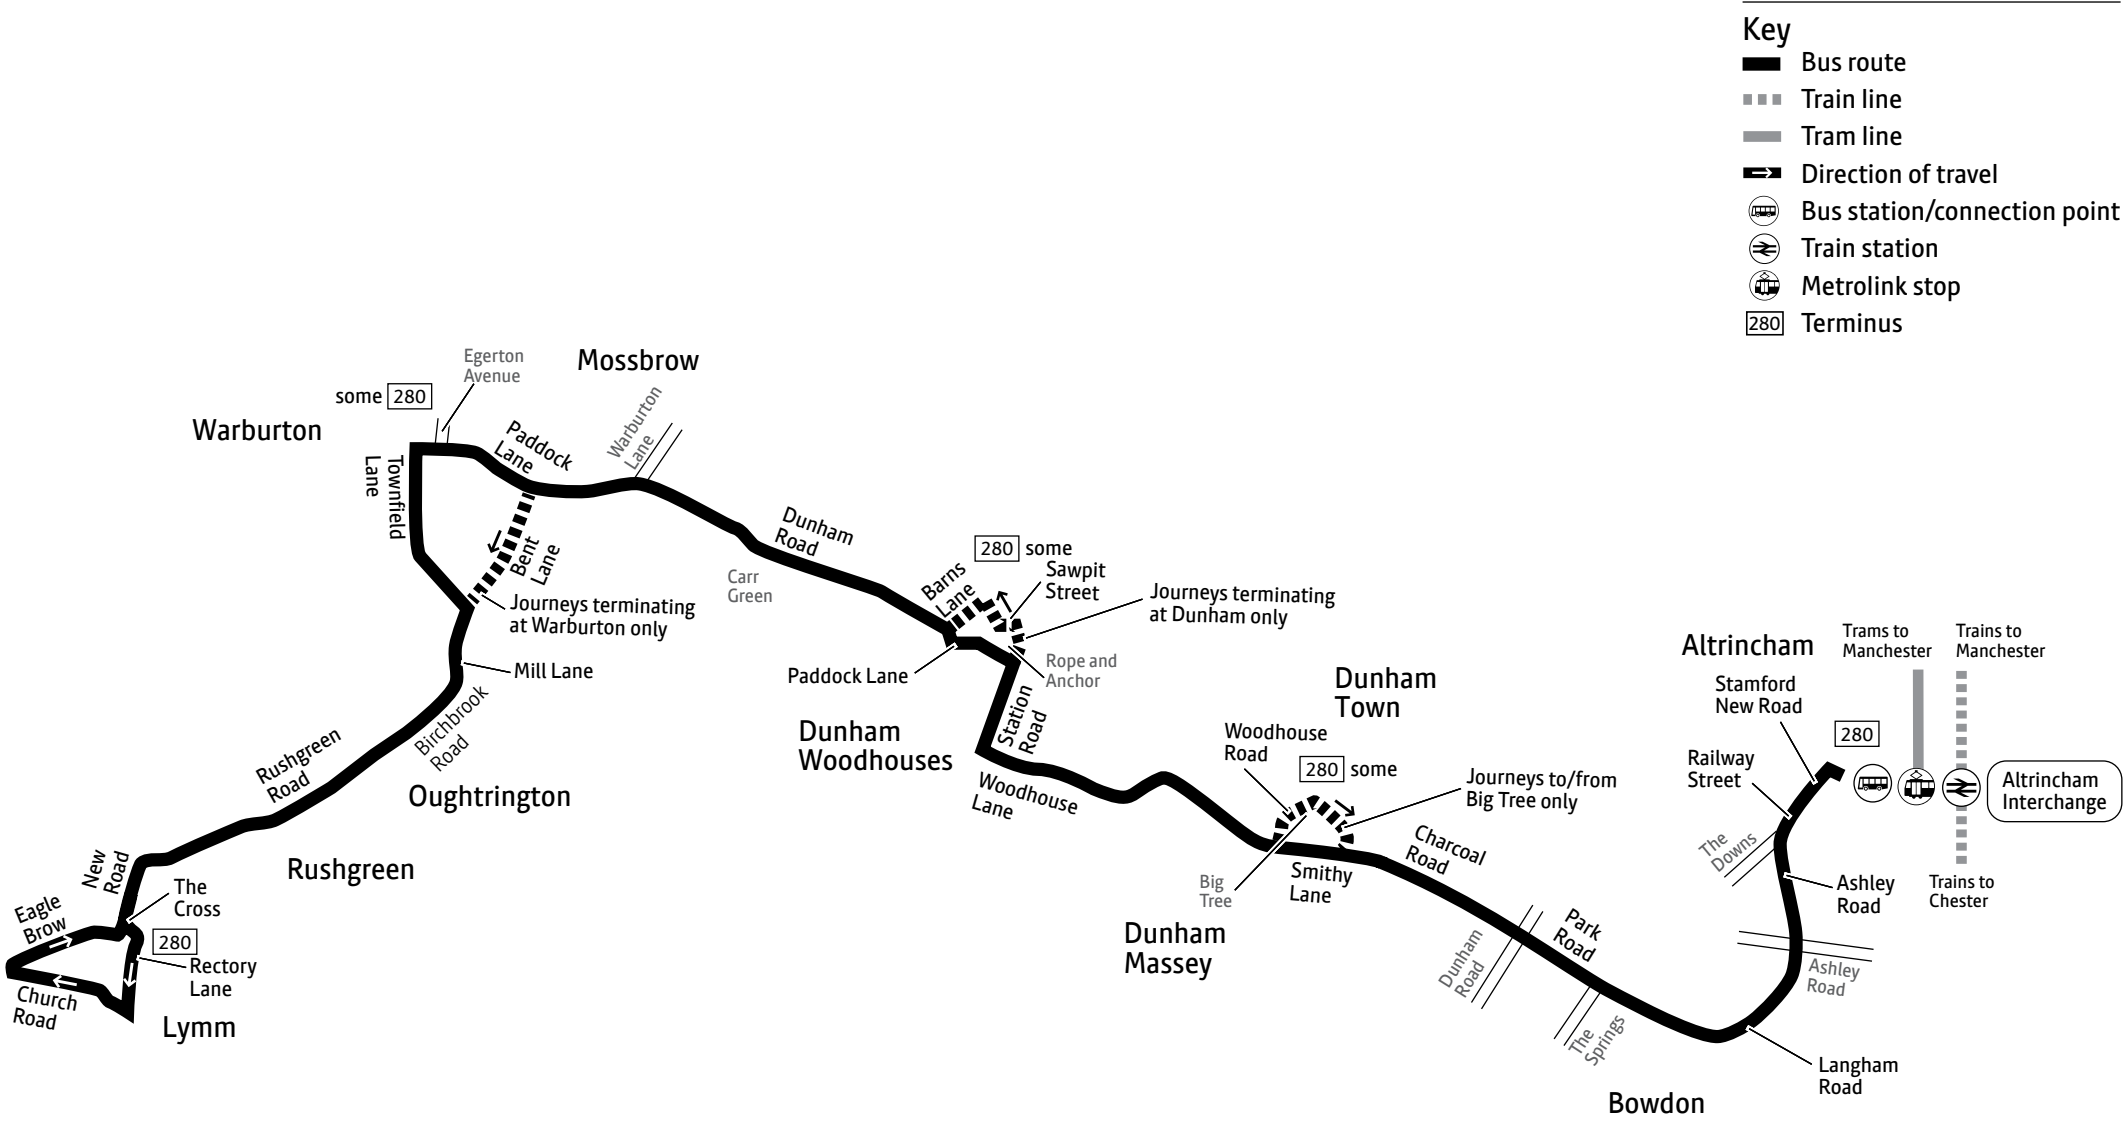 Key
Bus route
Train line
Tram line
Direction of travel
Bus station/connection point
Train station
Metrolink stop
280 Terminus
Egerton
Avenue
Mossbrow
some 280
Warburton
Paddock
Lane
Warburton
Lane
Townfield
Lane
Bent
Lane
Dunham
Road
Carr
Green
280 some
Barns
Lane
Sawpit
Street
Journeys terminating
at Dunham only
Journeys terminating
at Warburton only
Mill Lane
Paddock Lane
Rope and
Anchor
Station
Road
Birchbrook
Road
Dunham
Woodhouses
Woodhouse
Lane
Rushgreen
Road
Oughtrington
Rushgreen
Dunham
Town
Woodhouse
Road
280 some
Journeys to/from
Big Tree only
Charcoal
Road
Smithy
Lane
Big
Tree
Dunham
Massey
Dunham
Road
Park
Road
The
Springs
Bowdon
Langham
Road
Ashley
Road
Ashley
Road
The
Downs
Railway
Street
Stamford
New Road
Altrincham
280
Trams to
Manchester
Trains to
Manchester
Altrincham
Interchange
Trains to
Chester
New
Road
The
Cross
Eagle
Brow
280
Rectory
Lane
Church
Road
Lymm